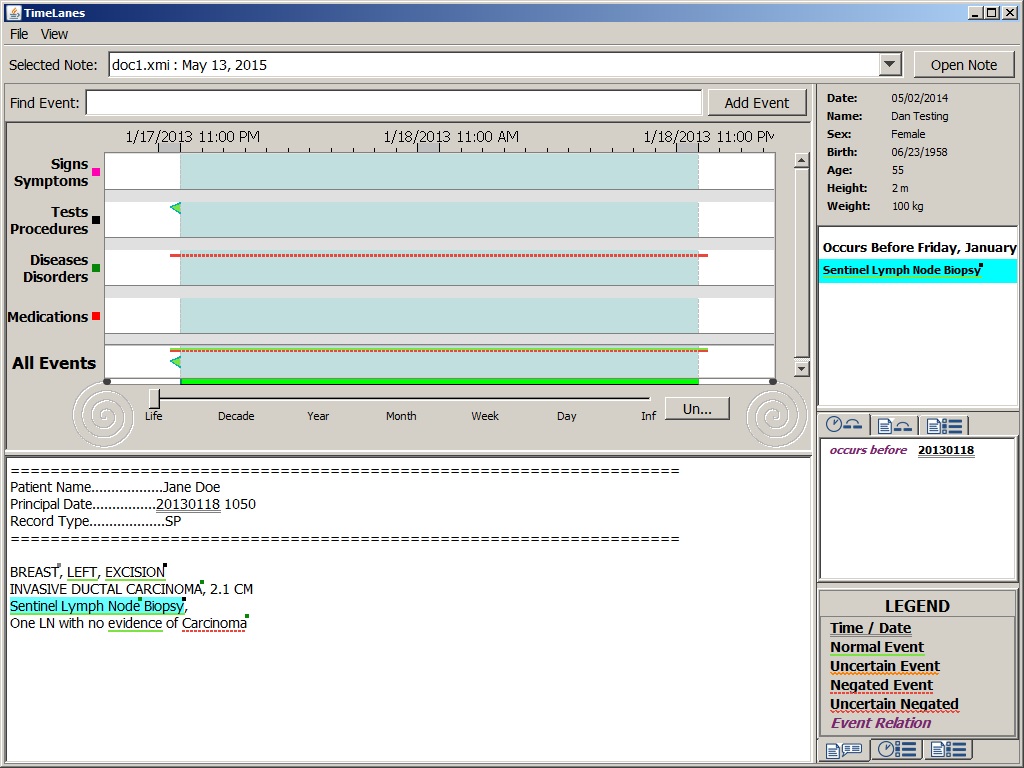 TimeLanes
File View
Selected Note: doc1.xmi : May 13, 2015 Open Note
Find Event: Add Event
1/17/2013 11:00 PM 1/18/2013 11:00 AM 1/18/2013 11:00 PM
Signs
Symptoms
Tests
Procedures
Diseases
Disorders
Medications
All Events
Life Decade Year Month Week Day Inf Un...
Date: 05/02/2014
Name: Dan Testing
Sex: Female
Birth: 06/23/1958
Age: 55
Height: 2 m
Weight: 100 kg
Occurs Before Friday, January
Sentinel Lymph Node Biopsy
occurs before 20130118
====================================================================
Patient Name.................Jane Doe
Principal Date...............20130118 1050
Record Type..................SP
====================================================================
BREAST, LEFT, EXCISION
INVASIVE DUCTAL CARCINOMA, 2.1 CM
Sentinel Lymph Node Biopsy,
One LN with no evidence of Carcinoma
LEGEND
Time / Date
Normal Event
Uncertain Event
Negated Event
Uncertain Negated
Event Relation